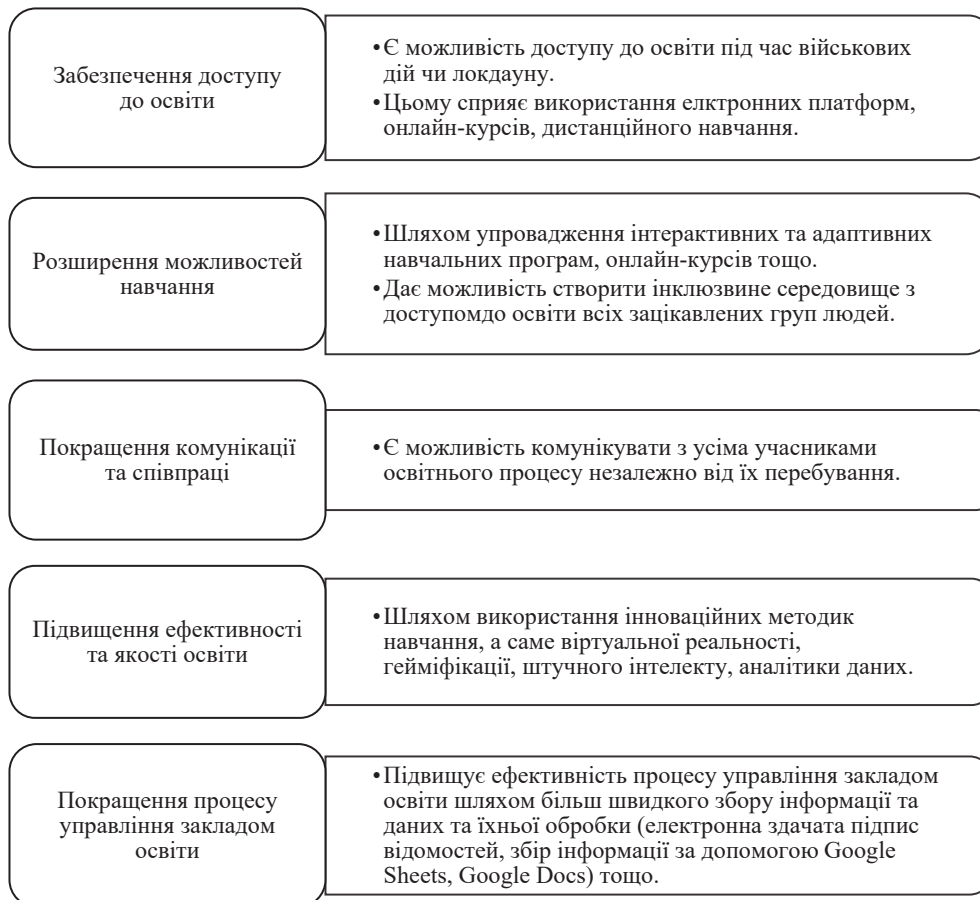 Забезпечення доступу
до освіти
•Є можливість доступу до освіти під час військових
дій чи локдауну.
•Цьому сприяє використання елктронних платформ,
онлайн-курсів, дистанційного навчання.
Розширення можливостей
навчання
•Шляхом упровадження інтерактивних та адаптивних
навчальних програм, онлайн-курсів тощо.
•Дає можливість створити інклюзвине середовище з
доступомдо освіти всіх зацікавлених груп людей.
Покращення комунікації
та співпраці
•Є можливість комунікувати з усіма учасниками
освітнього процесу незалежно від їх перебування.
Підвищення ефективності
та якості освіти
•Шляхом використання інноваційних методик
навчання, а саме віртуальної реальності,
гейміфікації, штучного інтелекту, аналітики даних.
Покращення процесу
управління закладом
освіти
•Підвищує ефективність процесу управління закладом
освіти шляхом більш швидкого збору інформації та
даних та їхньої обробки (електронна здачата підпис
відомостей, збір інформації за допомогою Google
Sheets, Google Docs) тощо.